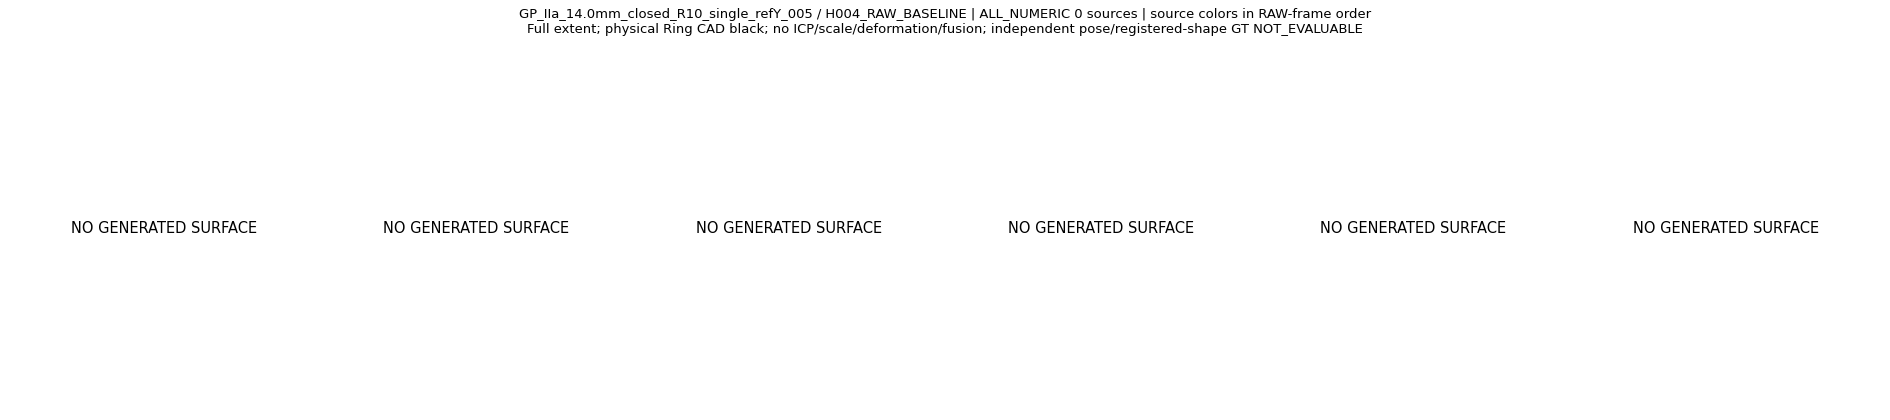 GP_IIa_14.0mm_closed_R10_single_refY_005 / H004_RAW_BASELINE | ALL_NUMERIC 0 sources | source colors in RAW-frame order
Full extent; physical Ring CAD black; no ICP/scale/deformation/fusion; independent pose/registered-shape GT NOT_EVALUABLE
NO GENERATED SURFACE NO GENERATED SURFACE NO GENERATED SURFACE NO GENERATED SURFACE NO GENERATED SURFACE NO GENERATED SURFACE